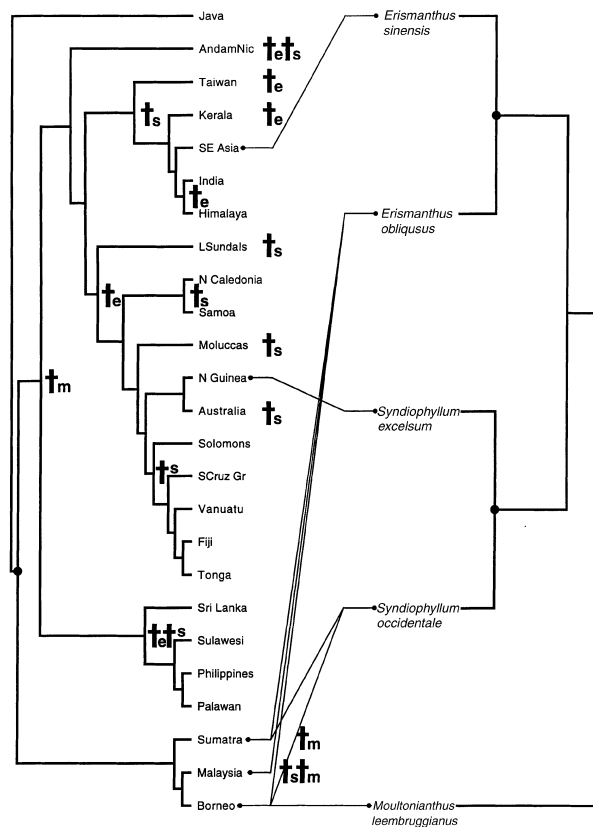 Java
Erismanthus
sinensis
AndamNic †e†s
Taiwan †e
†s
Kerala †e
SE Asia
India
†e
Himalaya
Erismanthus
obliqusus
LSundaIs †s
N Caledonia
†e †s
Samoa
Moluccas †s
†m
N Guinea
Australia †s
Syndiophyllum
excelsum
Solomons
†s
SCruz Gr
Vanuatu
Fiji
Tonga
Sri Lanka
Syndiophyllum
occidentale
†e†s
Sulawesi
Philippines
Palawan
Sumatra †m
Malaysia †s†m
Borneo
Moultonianthus
leembruggianus